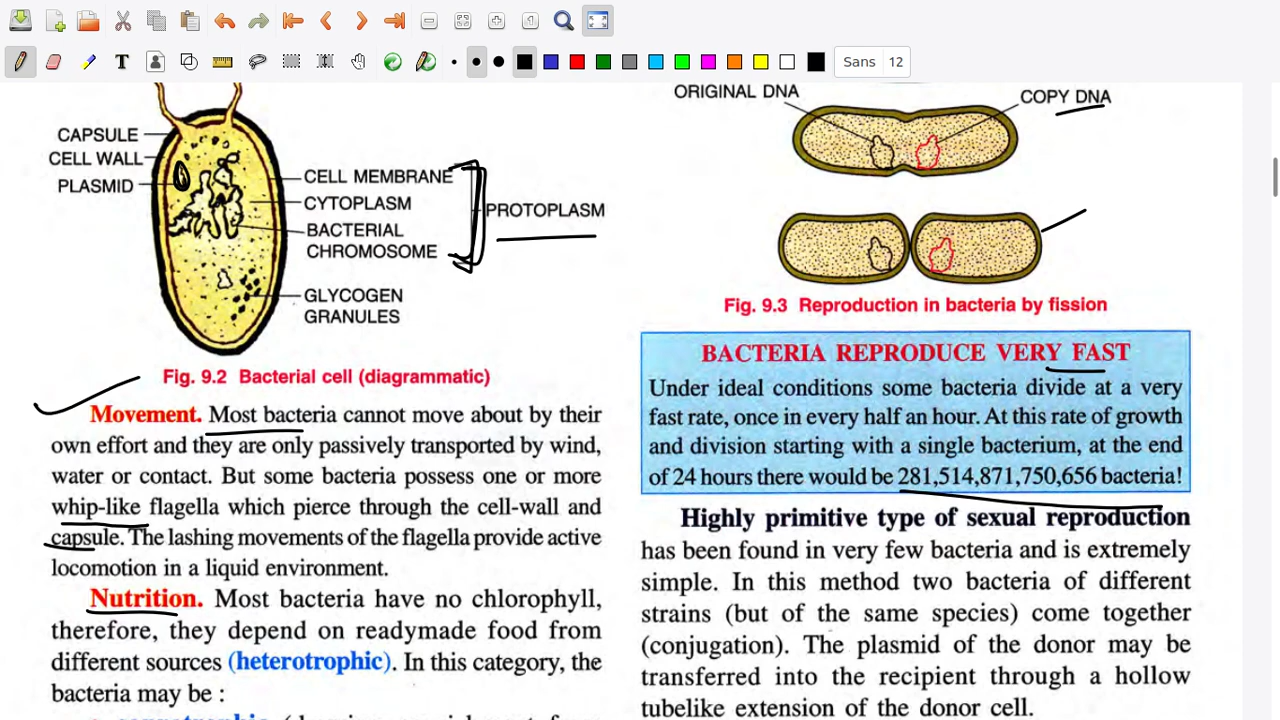 Sans 12
CAPSULE
CELL WALL
PLASMID
CELL MEMBRANE
CYTOPLASM
BACTERIAL
CHROMOSOME
PROTOPLASM
GLYCOGEN
GRANULES
Fig. 9.2 Bacterial cell (diagrammatic)
Movement. Most bacteria cannot move about by their
own effort and they are only passively transported by wind,
water or contact. But some bacteria possess one or more
whip-like flagella which pierce through the cell-wall and
capsule. The lashing movements of the flagella provide active
locomotion in a liquid environment.
Nutrition. Most bacteria have no chlorophyll,
therefore, they depend on readymade food from
different sources (heterotrophic). In this category, the
bacteria may be :
ORIGINAL DNA
COPY DNA
Fig. 9.3 Reproduction in bacteria by fission
BACTERIA REPRODUCE VERY FAST
Under ideal conditions some bacteria divide at a very
fast rate, once in every half an hour. At this rate of growth
and division starting with a single bacterium, at the end
of 24 hours there would be 281,514,871,750,656 bacteria!
Highly primitive type of sexual reproduction
has been found in very few bacteria and is extremely
simple. In this method two bacteria of different
strains (but of the same species) come together
(conjugation). The plasmid of the donor may be
transferred into the recipient through a hollow
tubelike extension of the donor cell.